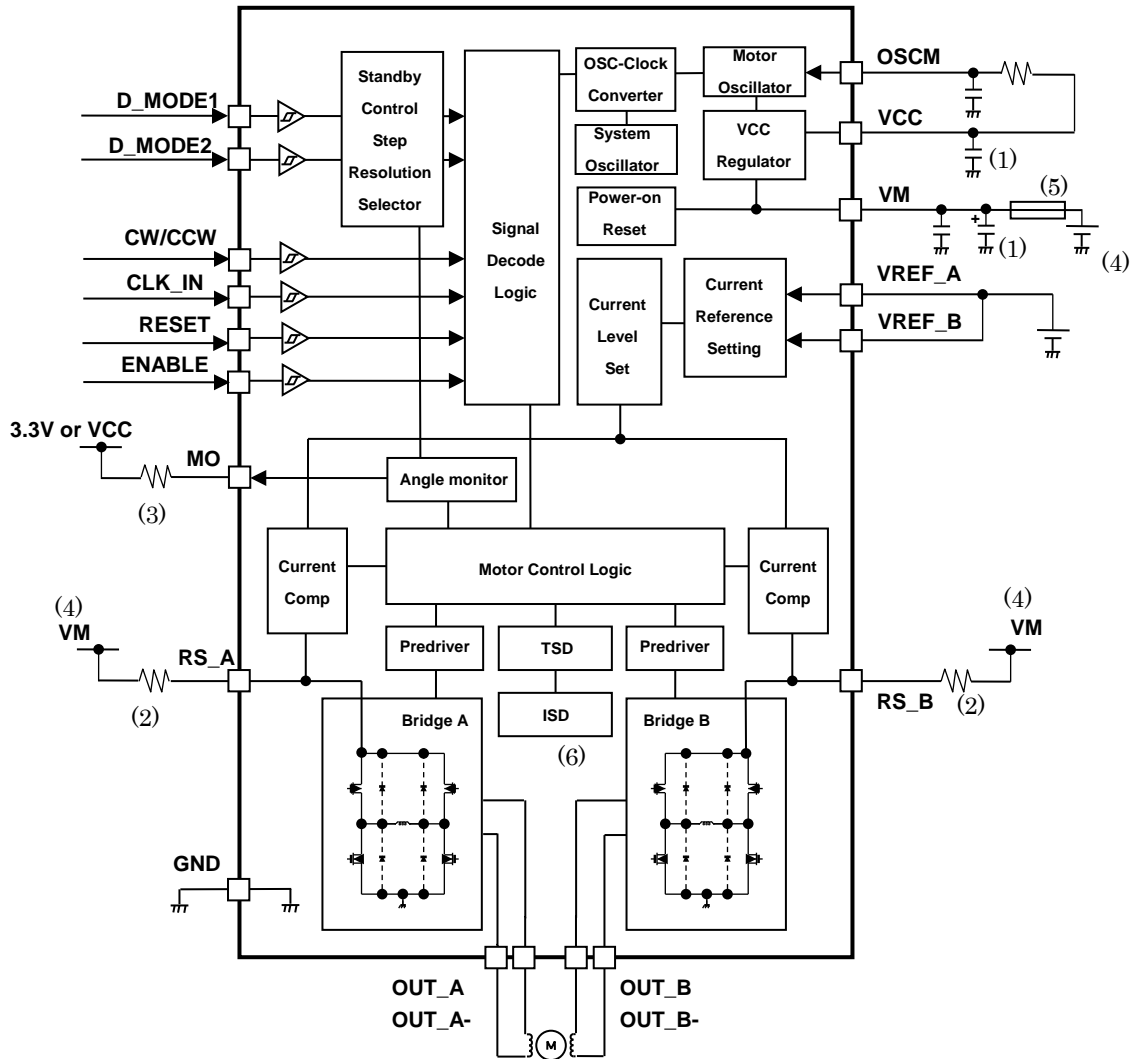 D_MODE1
D_MODE2
CW/CCW
CLK_IN
RESET
ENABLE
3.3V or VCC
MO
(3)
(4)
VM
RS_A
(2)
GND
Standby
Control
Step
Resolution
Selector
Signal
Decode
Logic
OSC-Clock
Converter
System
Oscillator
Motor
Oscillator
VCC
Regulator
Power-on
Reset
Current
Level
Set
Current
Reference
Setting
Angle monitor
Current
Comp
Motor Control Logic
Current
Comp
Predriver
TSD
Predriver
ISD
(6)
Bridge A
Bridge B
OSCM
VCC
(1)
VM
+
(1)
(5)
(4)
VREF_A
VREF_B
(4)
VM
RS_B
(2)
OUT_A
OUT_A-
OUT_B
OUT_B-
M